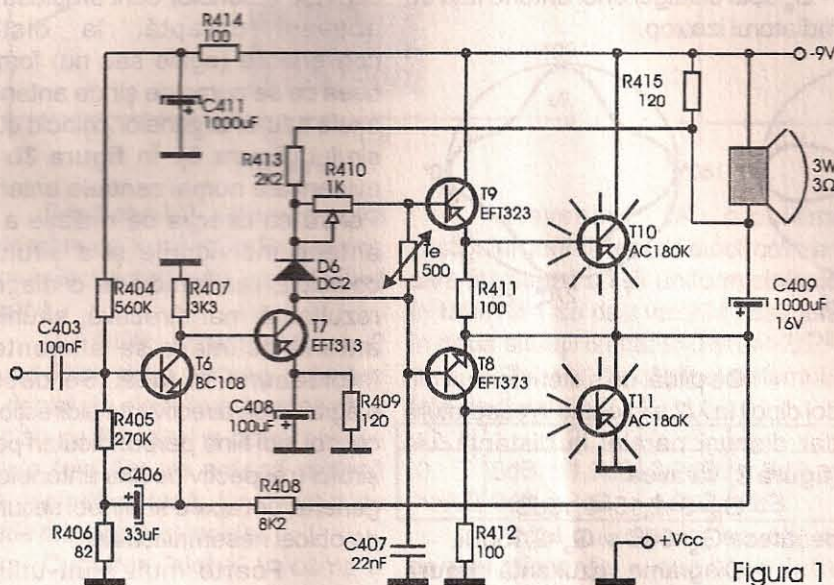 R414
100
-9V
C411
1000uF
R415
120
R413
2K2
R410
1K
3W
3Ω
T9
EFT323
Te
500
T10
AC180K
R404
560K
R407
3K3
D6
DC2
R411
100
C409
1000uF
16V
C403
100nF
T7
EFT313
T6
BC108
T8
EFT373
C408
100uF
R409
120
T11
AC180K
R405
270K
C406
33uF
R408
8K2
R406
82
C407
22nF
R412
100
+Vcc
Figura 1